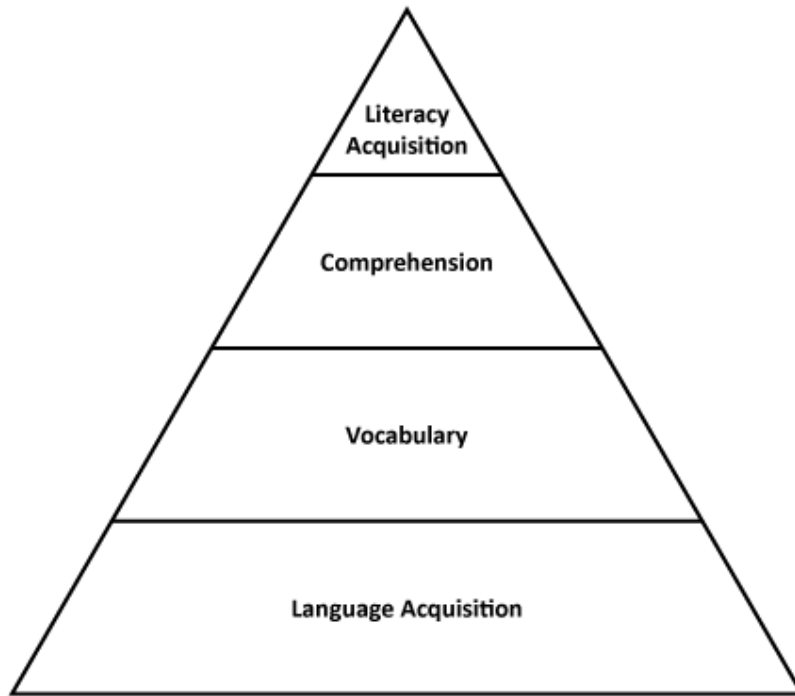 Literacy
Acquisition
Comprehension
Vocabulary
Language Acquisition